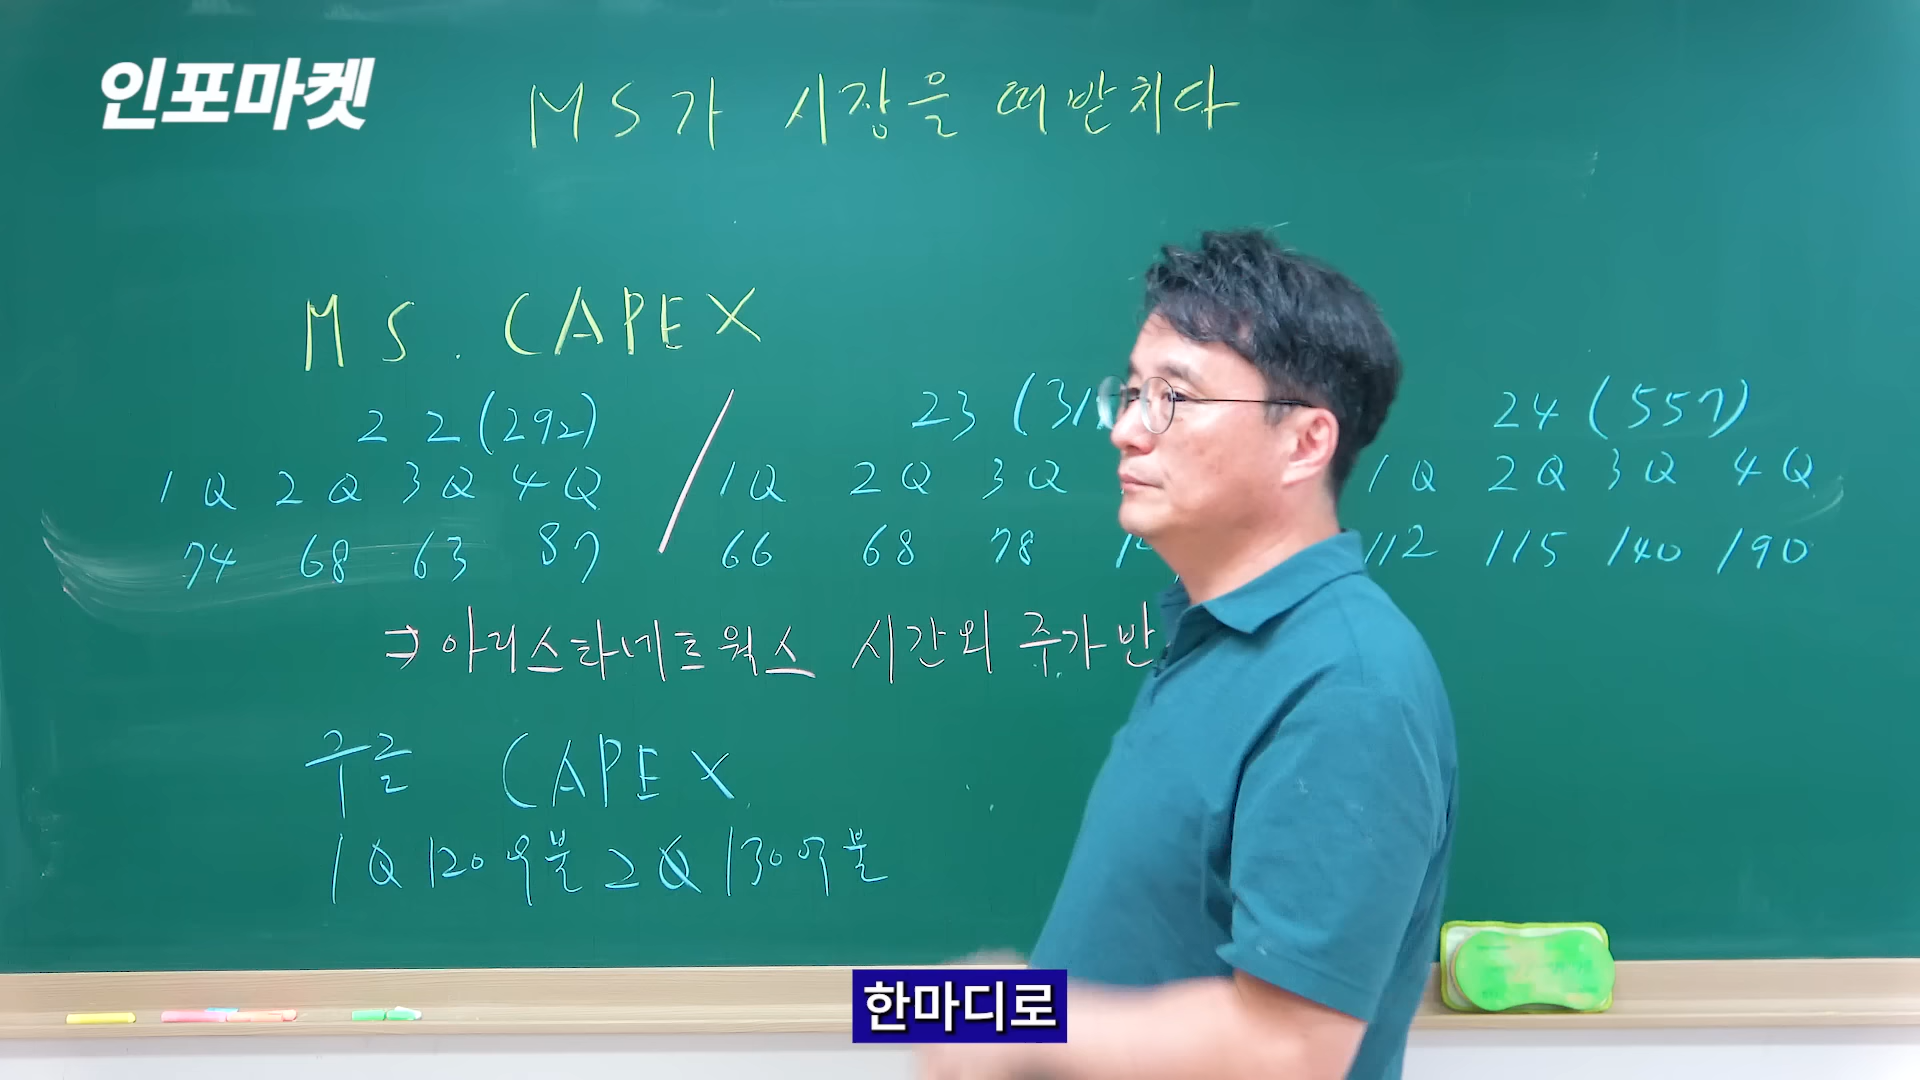 인포마켓
MS가 시장을 떠받치다
MS. CAPEX
22(292) 23 (31 24 (557)
1Q 2Q 3Q 4Q 1Q 2Q 3Q 1Q 2Q 3Q 4Q
74 68 63 87 66 68 78 112 115 140 190
⇒ 아리스타네트웍스 시간외 주가반
구글 CAPEX
1Q 120억불 2Q 130억불
한마디로